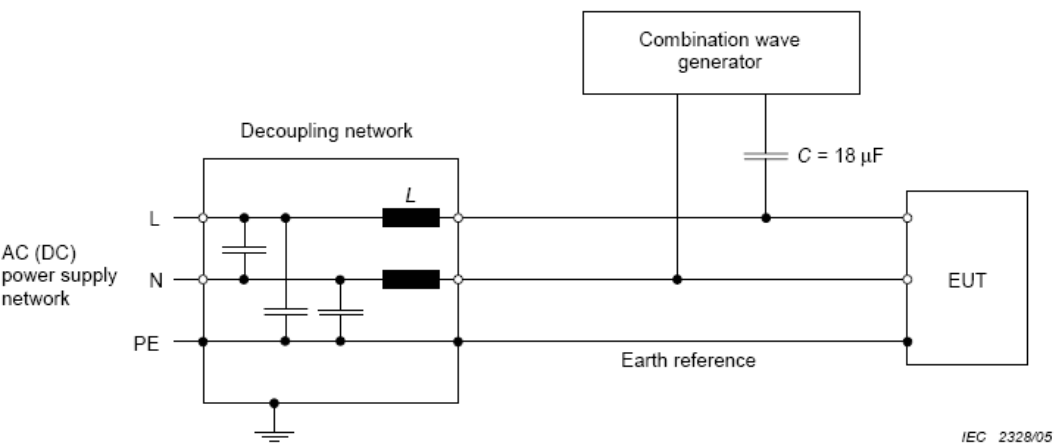 Combination wave
generator
Decoupling network
C = 18 μF
L
L
AC (DC)
power supply
network
N
EUT
PE
Earth reference
IEC 2328/05